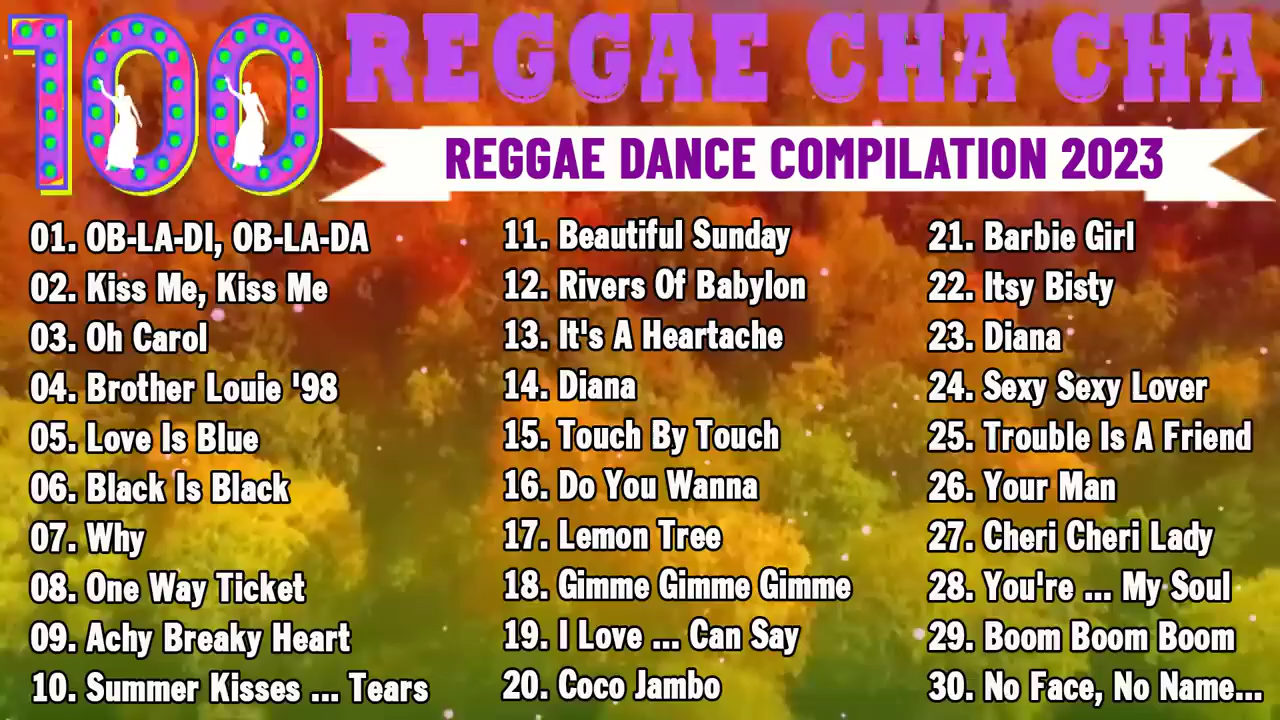 100 REGGAE CHA CHA
REGGAE DANCE COMPILATION 2023
01. OB-LA-DI, OB-LA-DA
02. Kiss Me, Kiss Me
03. Oh Carol
04. Brother Louie '98
05. Love Is Blue
06. Black Is Black
07. Why
08. One Way Ticket
09. Achy Breaky Heart
10. Summer Kisses ... Tears
11. Beautiful Sunday
12. Rivers Of Babylon
13. It's A Heartache
14. Diana
15. Touch By Touch
16. Do You Wanna
17. Lemon Tree
18. Gimme Gimme Gimme
19. I Love ... Can Say
20. Coco Jambo
21. Barbie Girl
22. Itsy Bisty
23. Diana
24. Sexy Sexy Lover
25. Trouble Is A Friend
26. Your Man
27. Cheri Cheri Lady
28. You're ... My Soul
29. Boom Boom Boom
30. No Face, No Name...